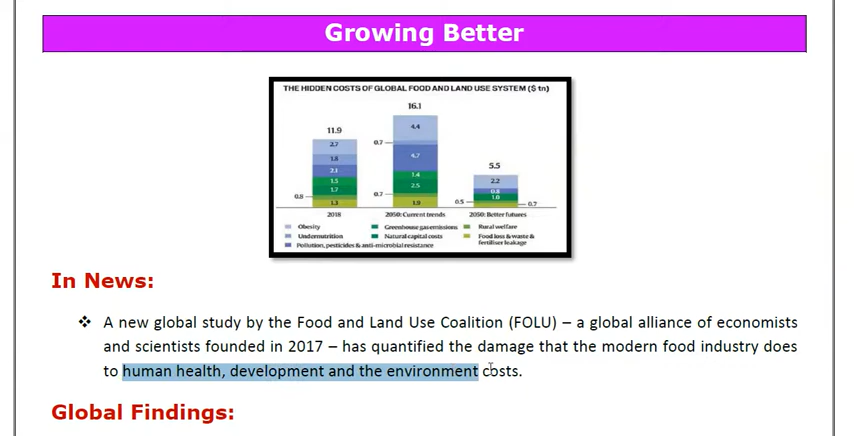 Growing Better
THE HIDDEN COSTS OF GLOBAL FOOD AND LAND USE SYSTEM ($ tn)
11.9
2.7
1.8
2.1
1.5
1.7
0.8
1.3
2018
16.1
4.4
0.7
4.7
1.4
2.5
0.7
1.9
2050: Current trends
5.5
2.2
0.8
1.0
0.5
0.7
2050: Better futures
Obesity
Undernutrition
Pollution, pesticides & anti-microbial resistance
Greenhouse gas emissions
Natural capital costs
Rural welfare
Food loss & waste &
fertiliser leakage
In News:
❖ A new global study by the Food and Land Use Coalition (FOLU) – a global alliance of economists
and scientists founded in 2017 – has quantified the damage that the modern food industry does
to human health, development and the environment costs.
Global Findings: